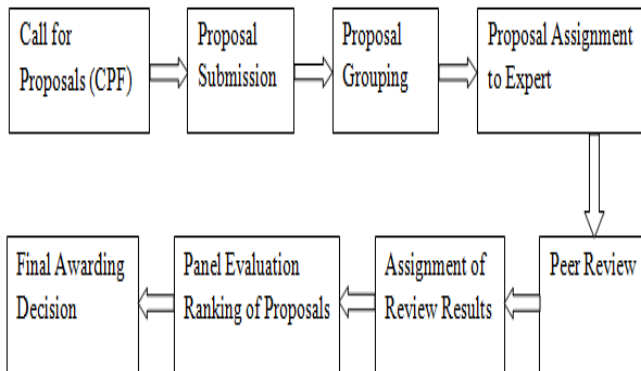 Call for
Proposals (CPF)
Proposal
Submission
Proposal
Grouping
Proposal Assignment
to Expert
Peer Review
Assignment of
Review Results
Panel Evaluation
Ranking of Proposals
Final Awarding
Decision